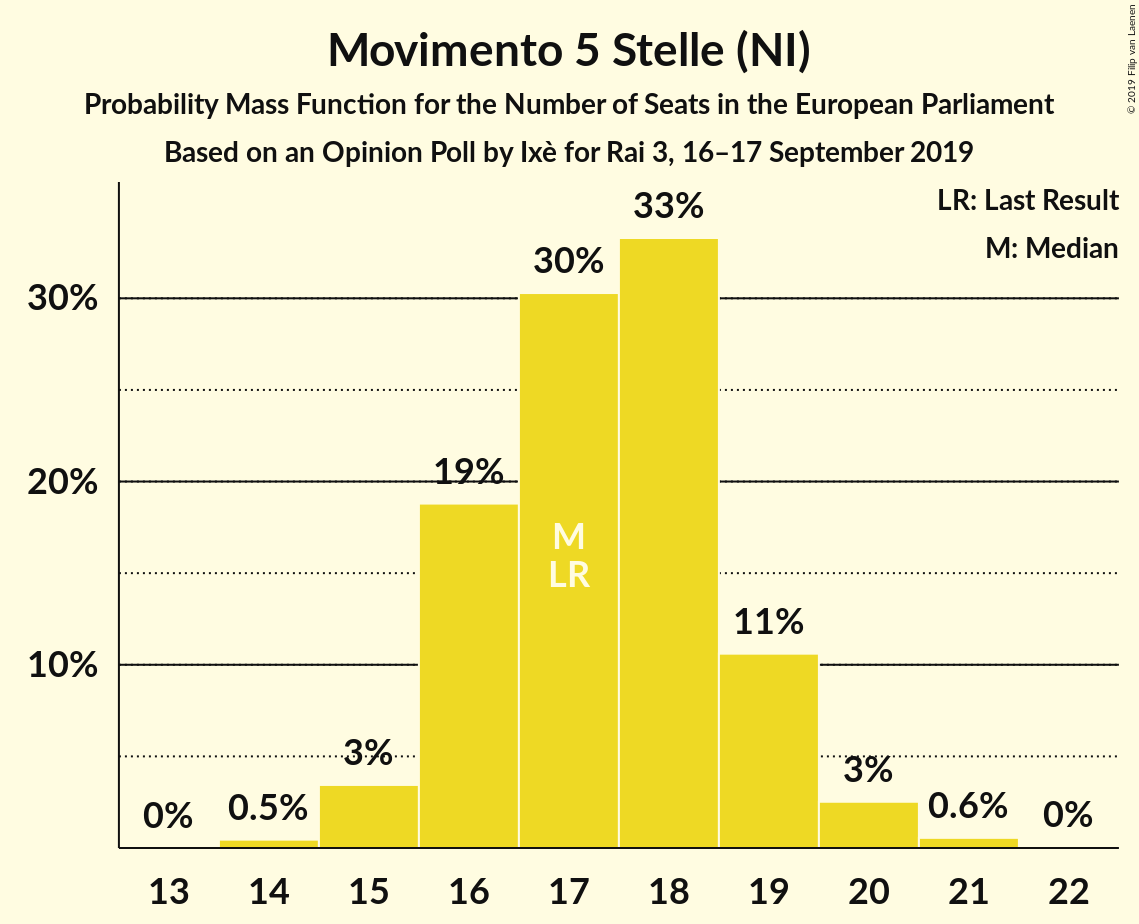 Movimento 5 Stelle (NI)
Probability Mass Function for the Number of Seats in the European Parliament
Based on an Opinion Poll by Ixè for Rai 3, 16–17 September 2019
© 2019 Filip van Laenen
LR: Last Result
M: Median
33%
30%
30%
20%
19%
M
LR
11%
10%
3%
3%
0.5%
0.6%
0%
0%
13 14 15 16 17 18 19 20 21 22